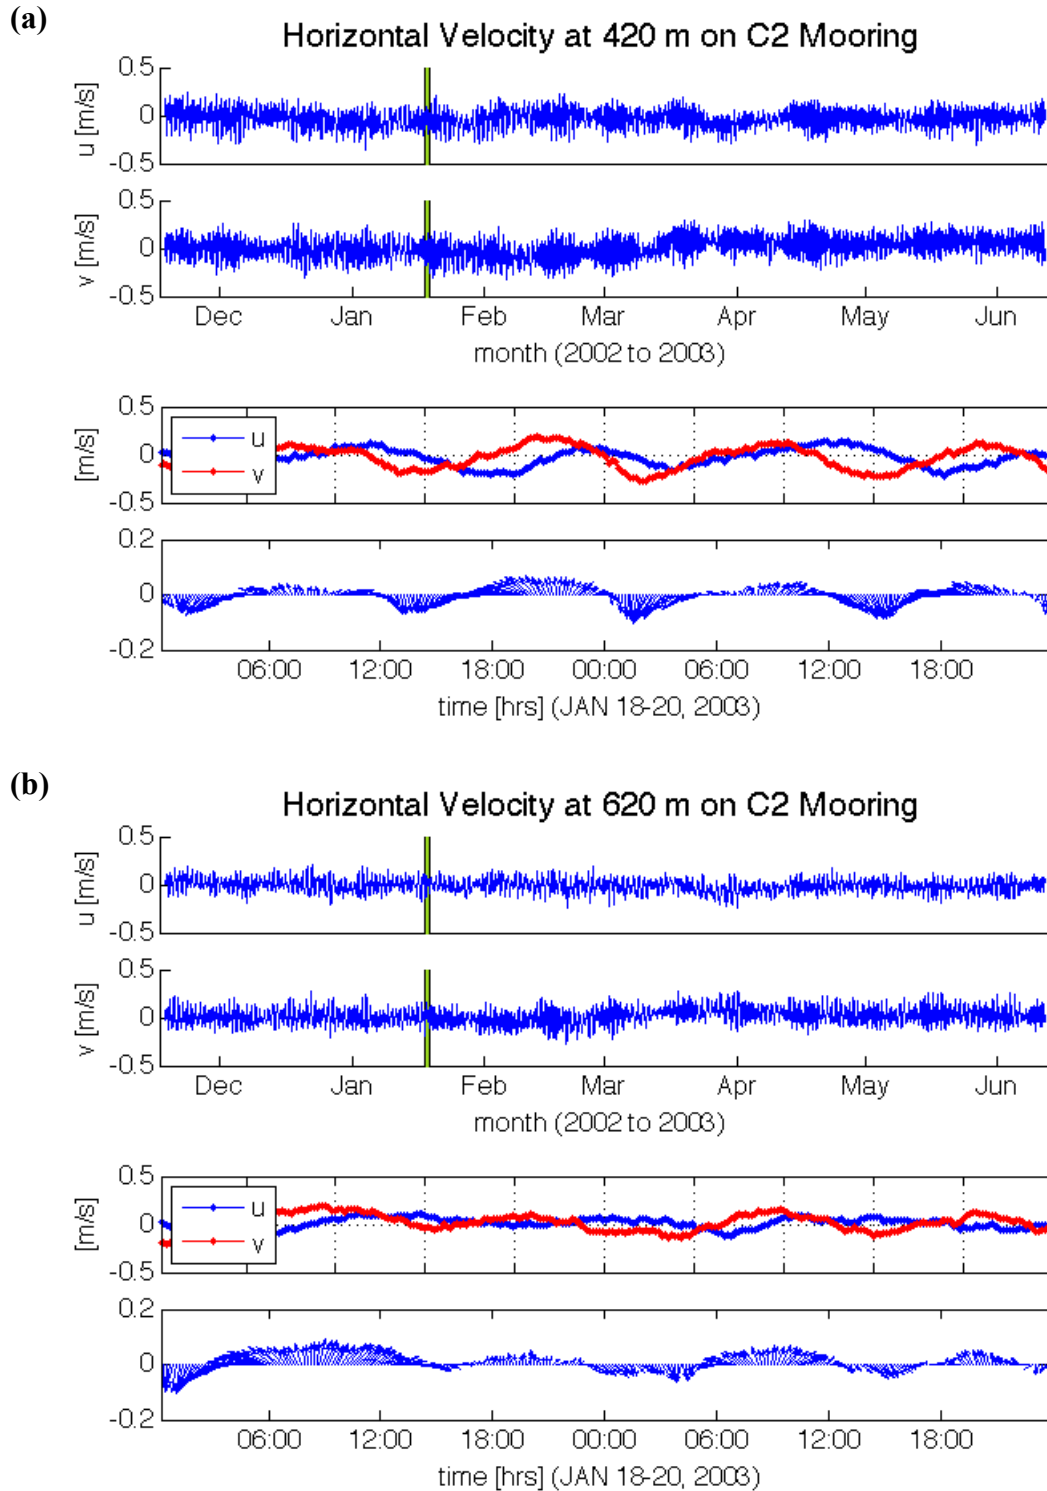 (a)
Horizontal Velocity at 420 m on C2 Mooring
0.5
0
-0.5
u [m/s]
0.5
0
-0.5
v [m/s]
Dec Jan Feb Mar Apr May Jun
month (2002 to 2003)
0.5
0
-0.5
[m/s]
u
v
0.2
0
-0.2
06:00 12:00 18:00 00:00 06:00 12:00 18:00
time [hrs] (JAN 18-20, 2003)
(b)
Horizontal Velocity at 620 m on C2 Mooring
0.5
0
-0.5
u [m/s]
0.5
0
-0.5
v [m/s]
Dec Jan Feb Mar Apr May Jun
month (2002 to 2003)
0.5
0
-0.5
[m/s]
u
v
0.2
0
-0.2
06:00 12:00 18:00 00:00 06:00 12:00 18:00
time [hrs] (JAN 18-20, 2003)